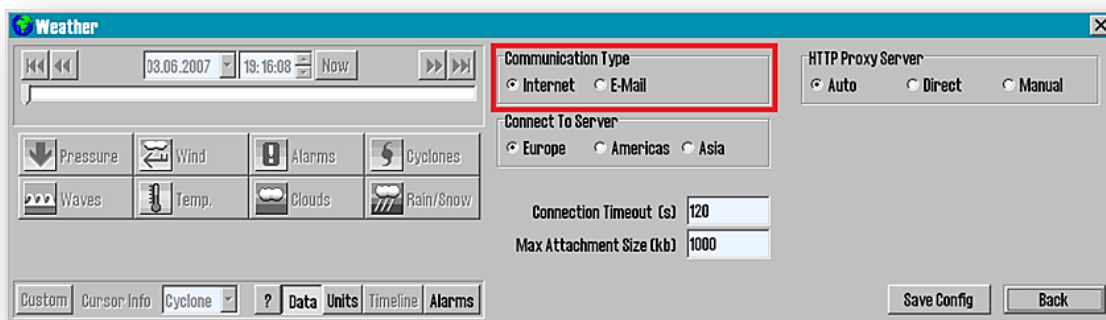 Weather
03.06.2007 19:16:08 Now
Pressure Wind Alarms Cyclones
Waves Temp. Clouds Rain/Snow
Custom Cursor Info Cyclone ? Data Units Timeline Alarms
Communication Type
Internet E-Mail
Connect To Server
Europe Americas Asia
Connection Timeout (s) 120
Max Attachment Size (kb) 1000
HTTP Proxy Server
Auto Direct Manual
Save Config Back